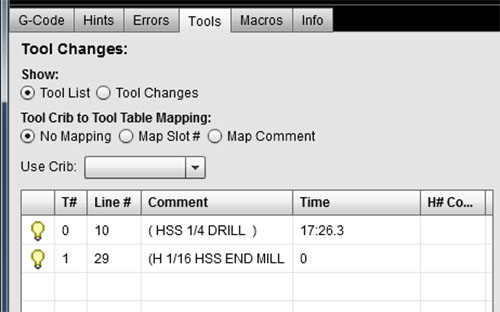 G-Code Hints Errors Tools Macros Info
Tool Changes:
Show:
Tool List Tool Changes
Tool Crib to Tool Table Mapping:
No Mapping Map Slot # Map Comment
Use Crib:
T# Line # Comment Time H# Co...
0 10 ( HSS 1/4 DRILL ) 17:26.3
1 29 (H 1/16 HSS END MILL 0